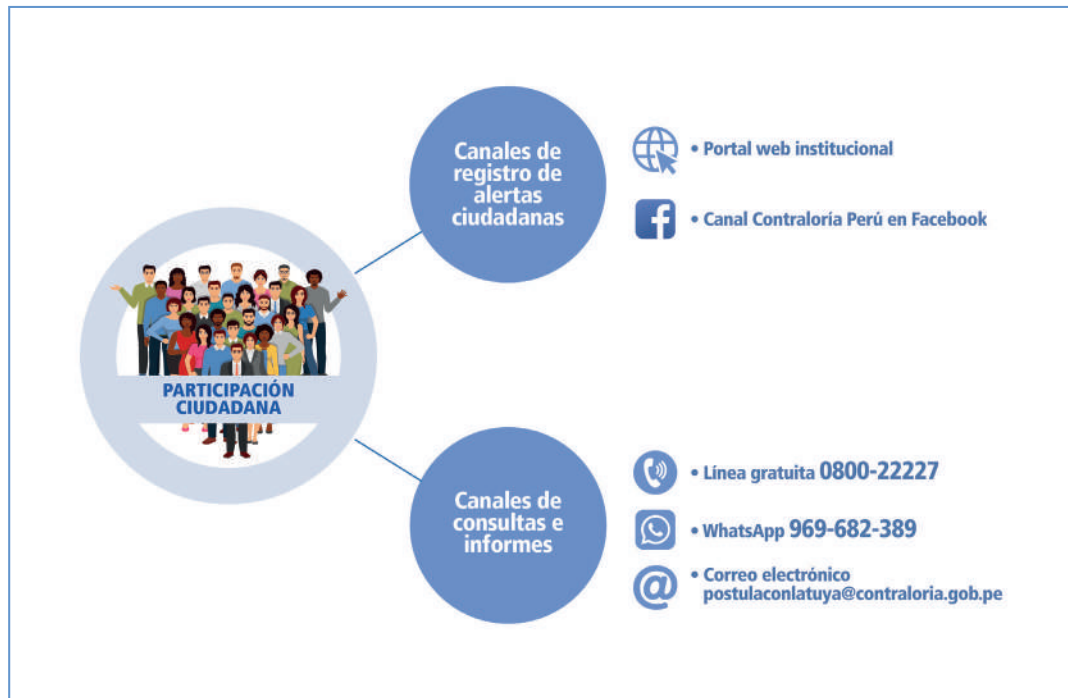 PARTICIPACIÓN
CIUDADANA
Canales de
registro de
alertas
ciudadanas
• Portal web institucional
• Canal Contraloría Perú en Facebook
Canales de
consultas e
informes
• Línea gratuita 0800-22227
• WhatsApp 969-682-389
• Correo electrónico
postulaconlatuya@contraloria.gob.pe